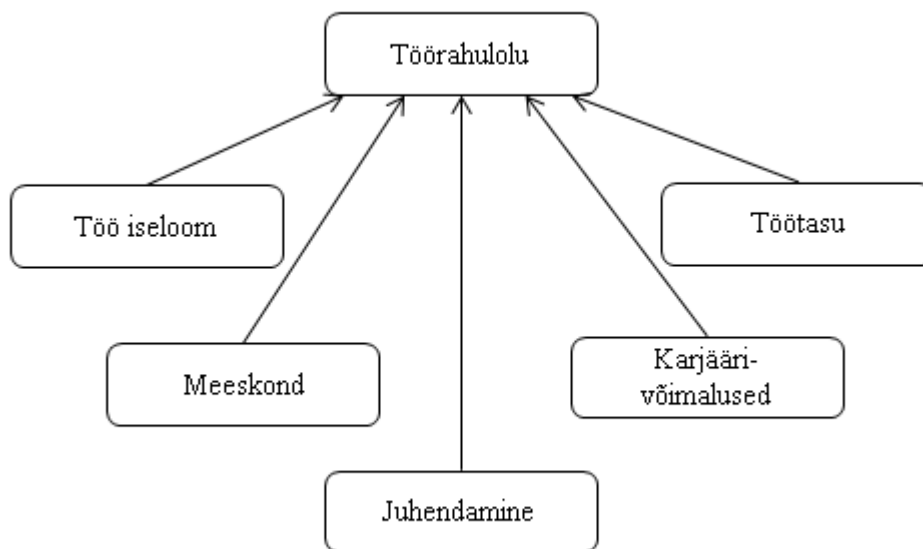 Töörahulolu
Töö iseloom
Töötasu
Meeskond
Karjääri-
võimalused
Juhendamine